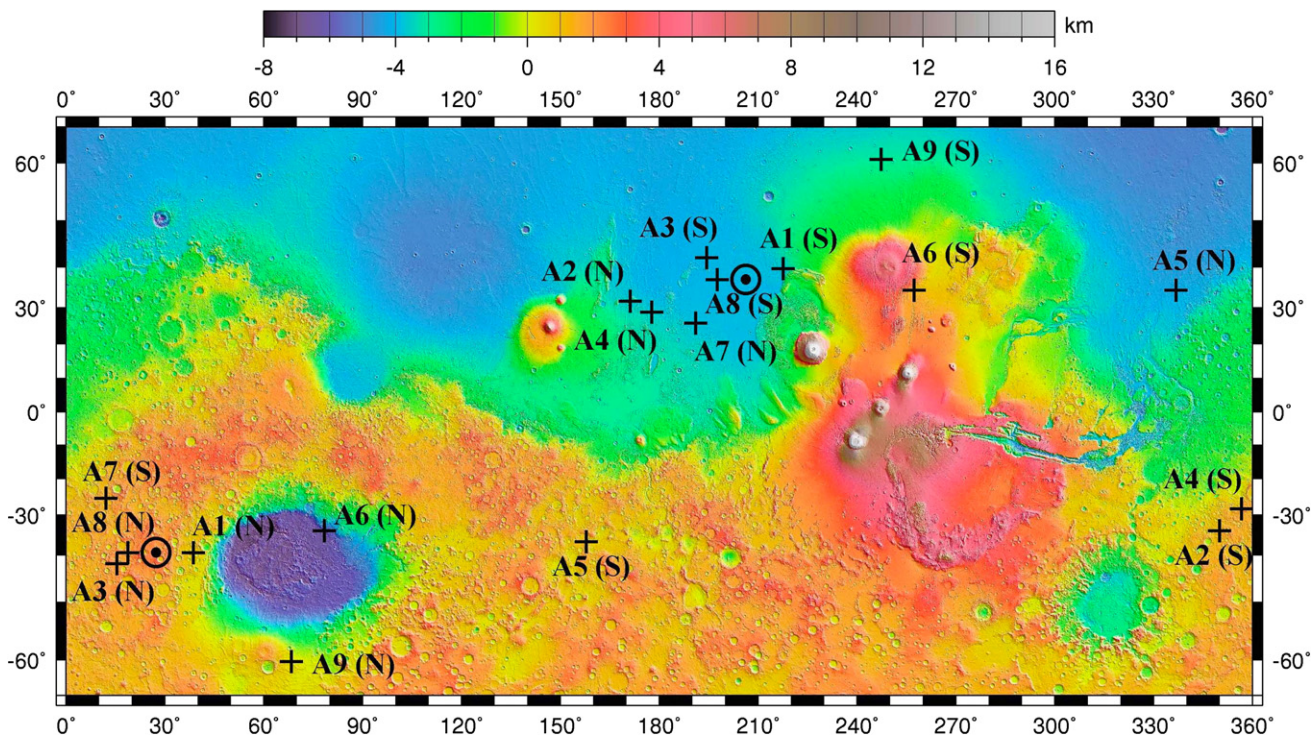 km
-8 -4 0 4 8 12 16
0° 30° 60° 90° 120° 150° 180° 210° 240° 270° 300° 330° 360°
60° 60°
A9 (S)
A3 (S) A1 (S)
A6 (S)
A2 (N) A5 (N)
30° 30°
A8 (S)
A4 (N) A7 (N)
0° 0°
A7 (S) A4 (S)
-30° -30°
A8 (N) A1 (N) A6 (N)
A5 (S) A2 (S)
A3 (N)
-60° -60°
A9 (N)
0° 30° 60° 90° 120° 150° 180° 210° 240° 270° 300° 330° 360°